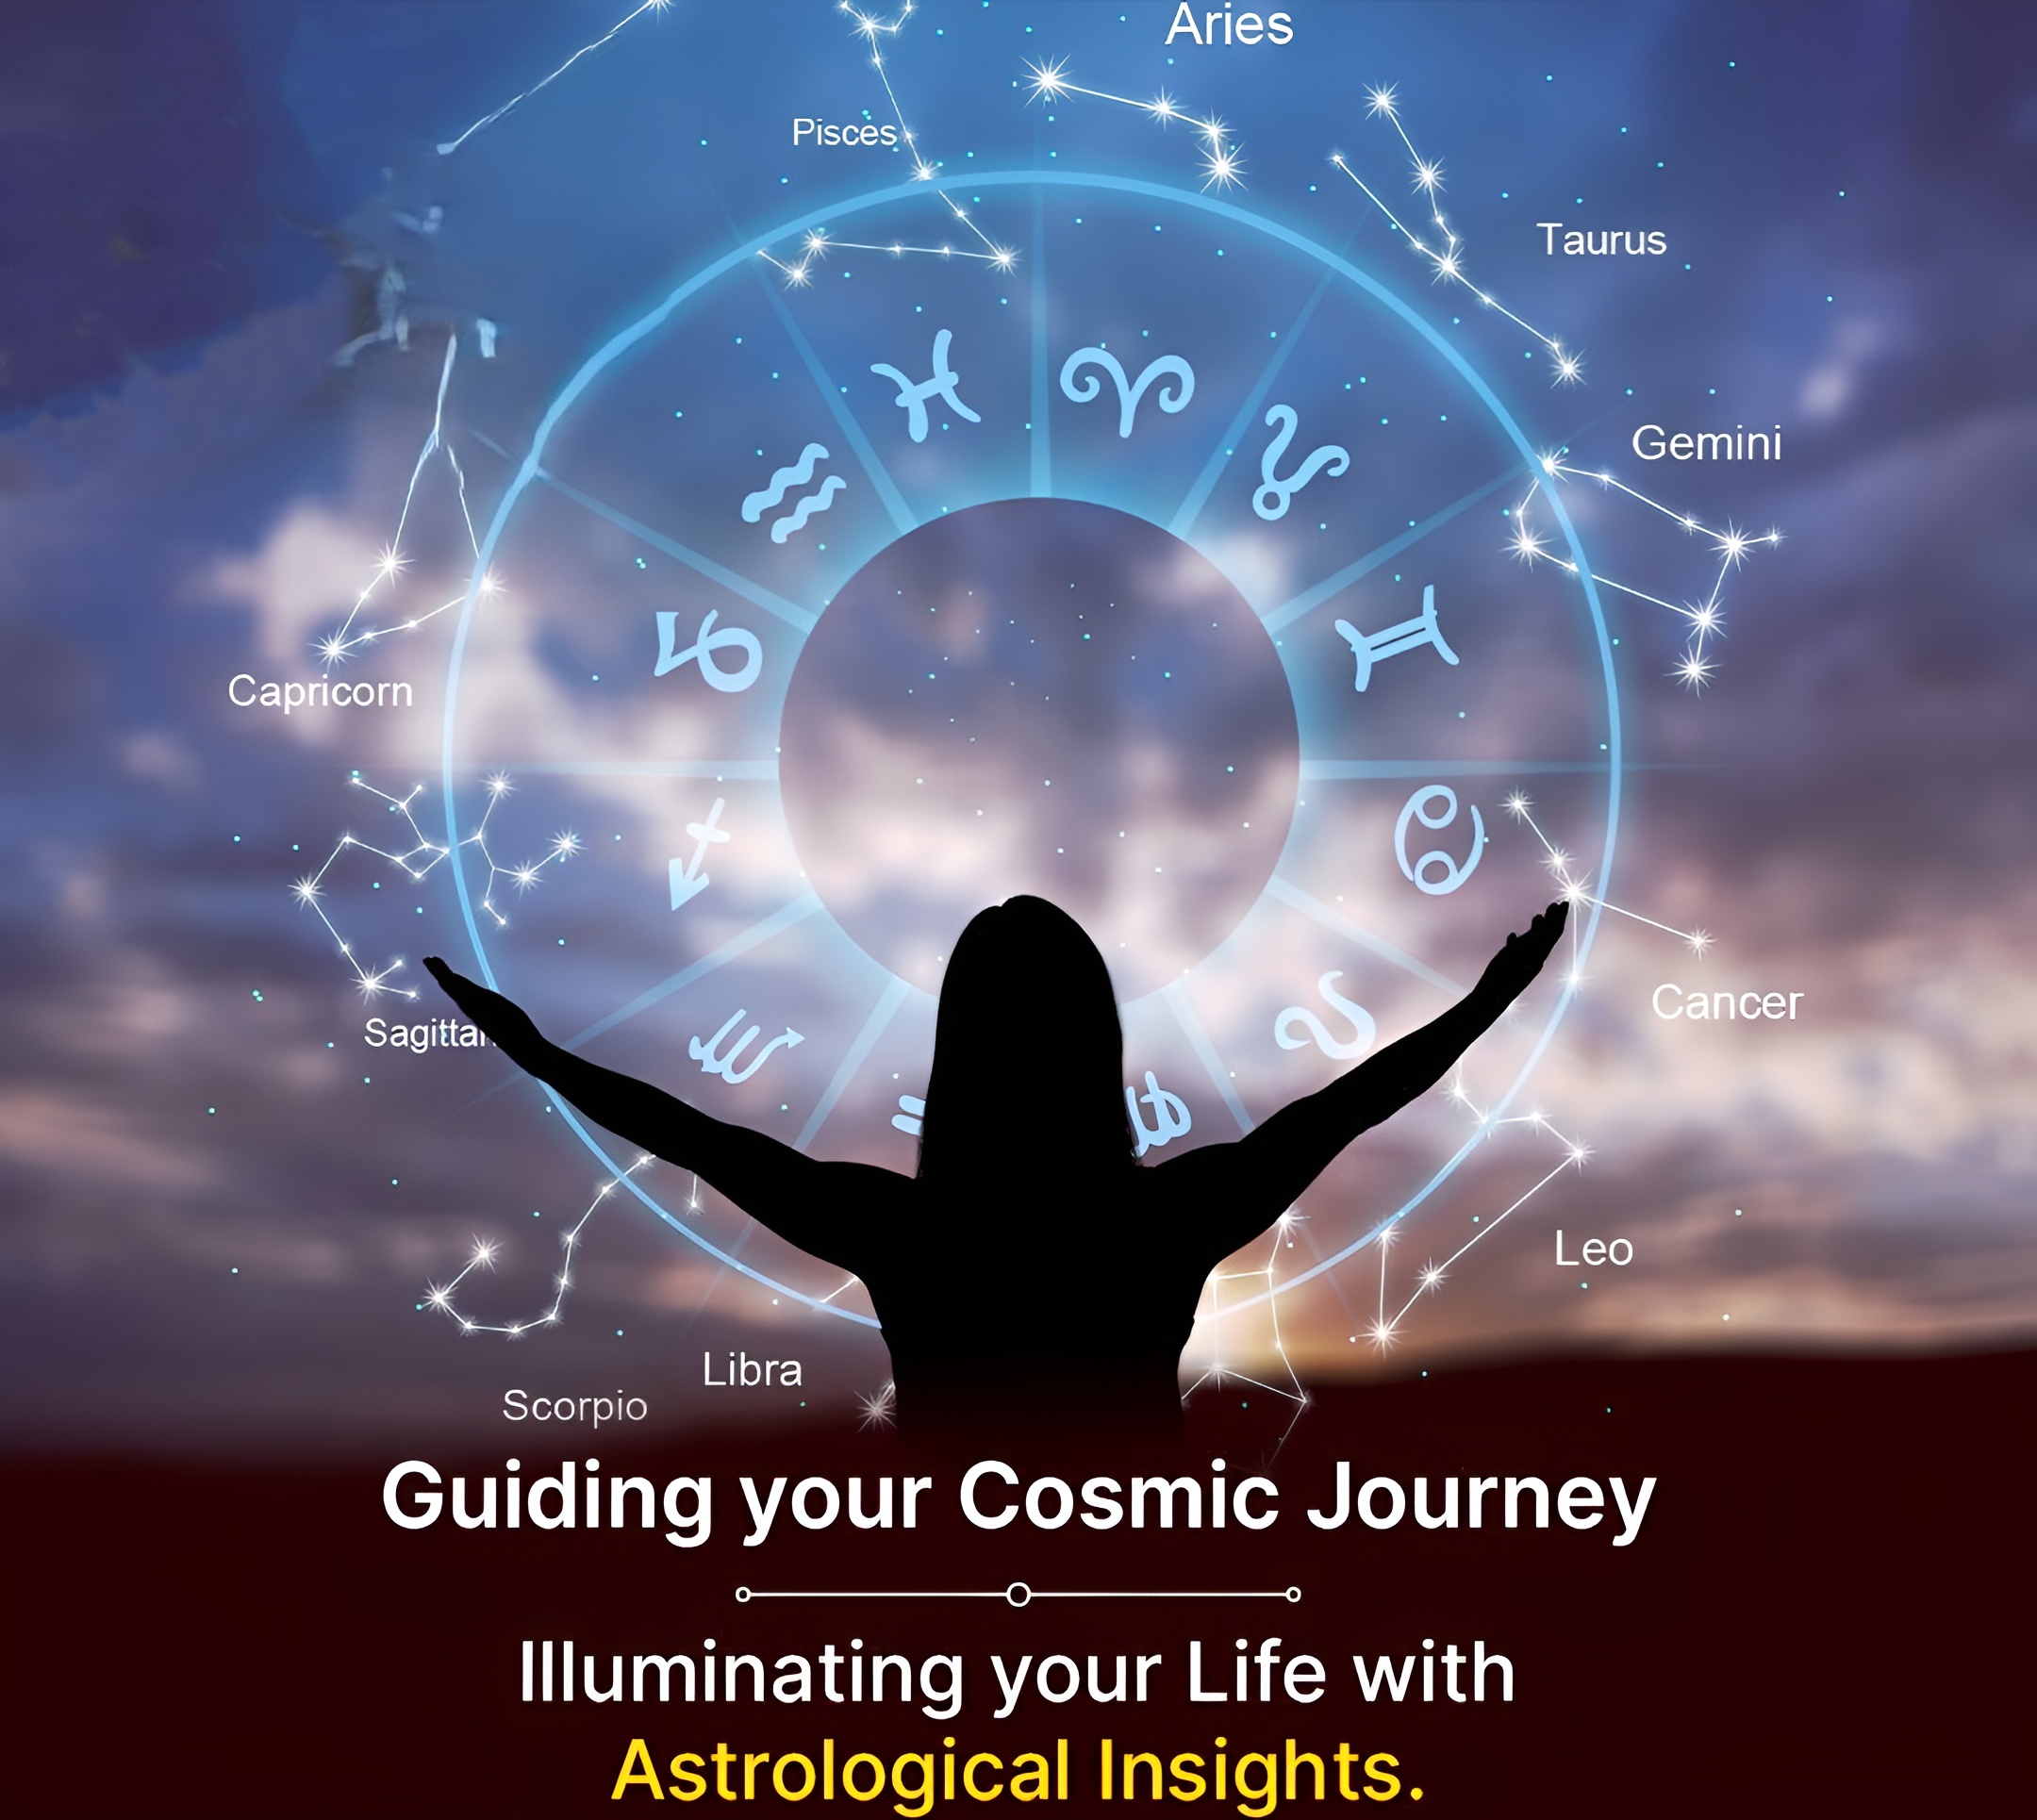 Aries
Pisces
Taurus
Gemini
Capricorn
Cancer
Sagittar
Leo
Libra
Scorpio
Guiding your Cosmic Journey
Illuminating your Life with
Astrological Insights.